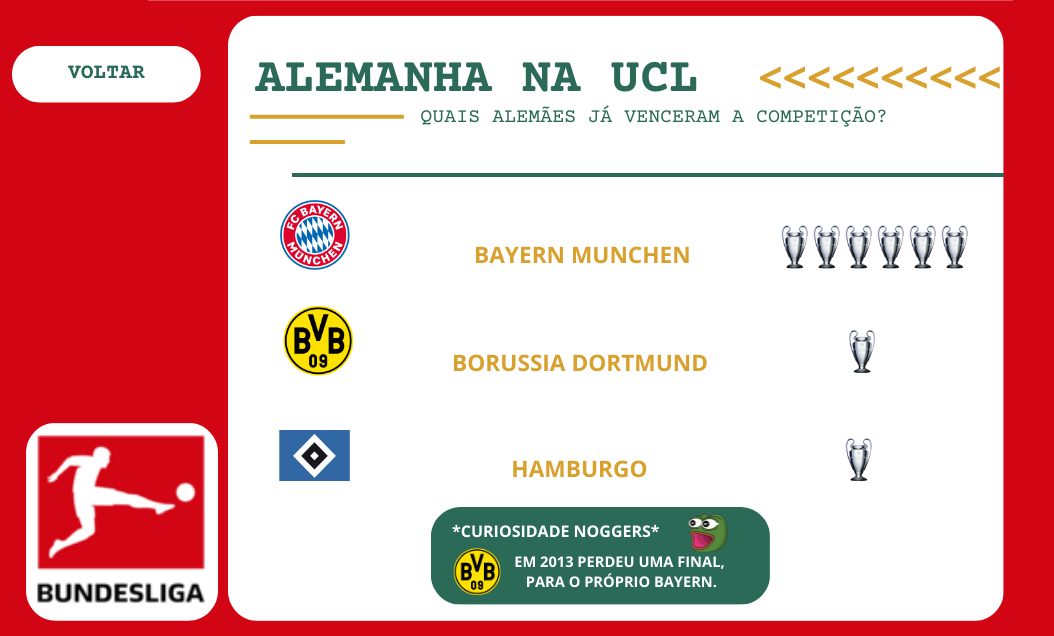 VOLTAR
ALEMANHA NA UCL <<<<<<<<<<
QUAIS ALEMÃES JÁ VENCERAM A COMPETIÇÃO?
FC BAYERN
MÜNCHEN
BAYERN MUNCHEN
BVB
09
BORUSSIA DORTMUND
HAMBURGO
*CURIOSIDADE NOGGERS*
BVB
09
EM 2013 PERDEU UMA FINAL,
PARA O PRÓPRIO BAYERN.
BUNDESLIGA